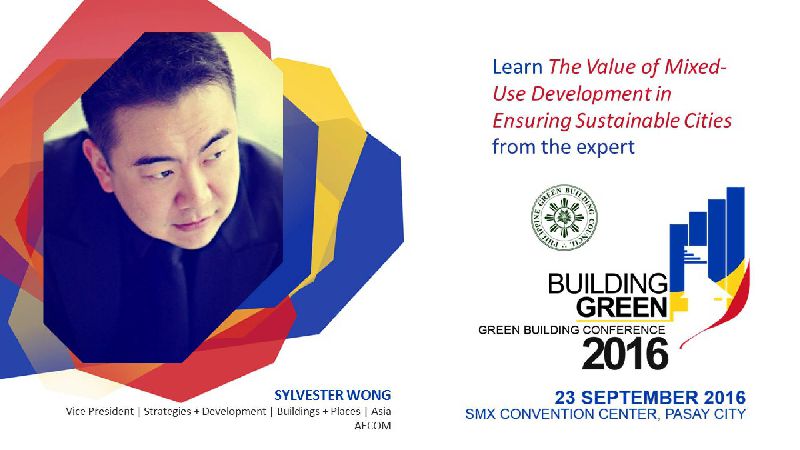 Learn The Value of Mixed-
Use Development in
Ensuring Sustainable Cities
from the expert
PHILIPPINE GREEN BUILDING COUNCIL
BUILDING
GREEN
GREEN BUILDING CONFERENCE
2016
SYLVESTER WONG
Vice President | Strategies + Development | Buildings + Places | Asia
AECOM
23 SEPTEMBER 2016
SMX CONVENTION CENTER, PASAY CITY